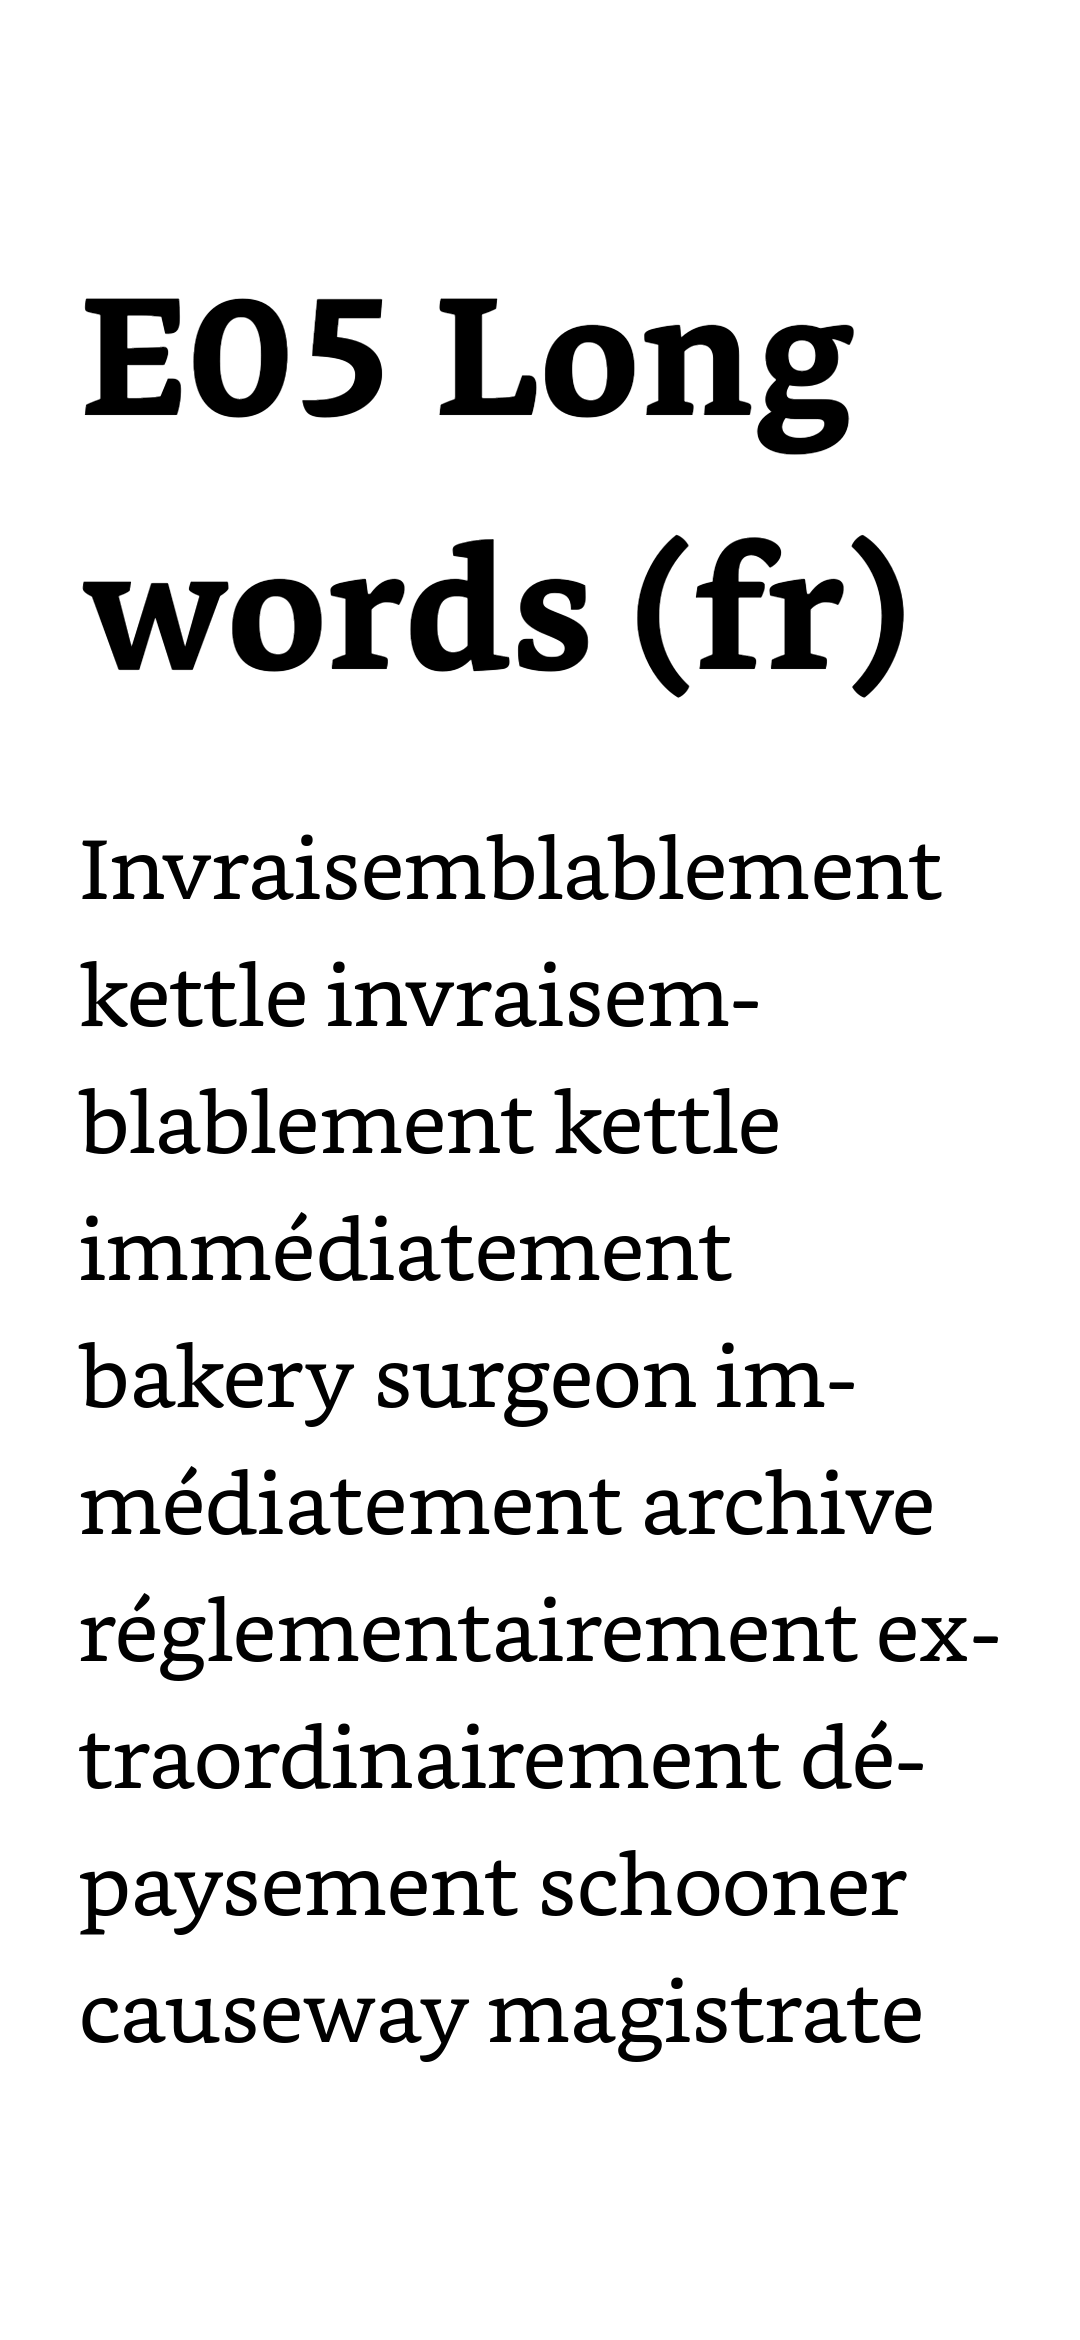 E05 Long
words (fr)
Invraisemblablement
kettle invraisem-
blablement kettle
immédiatement
bakery surgeon im-
médiatement archive
réglementairement ex-
traordinairement dé-
paysement schooner
causeway magistrate